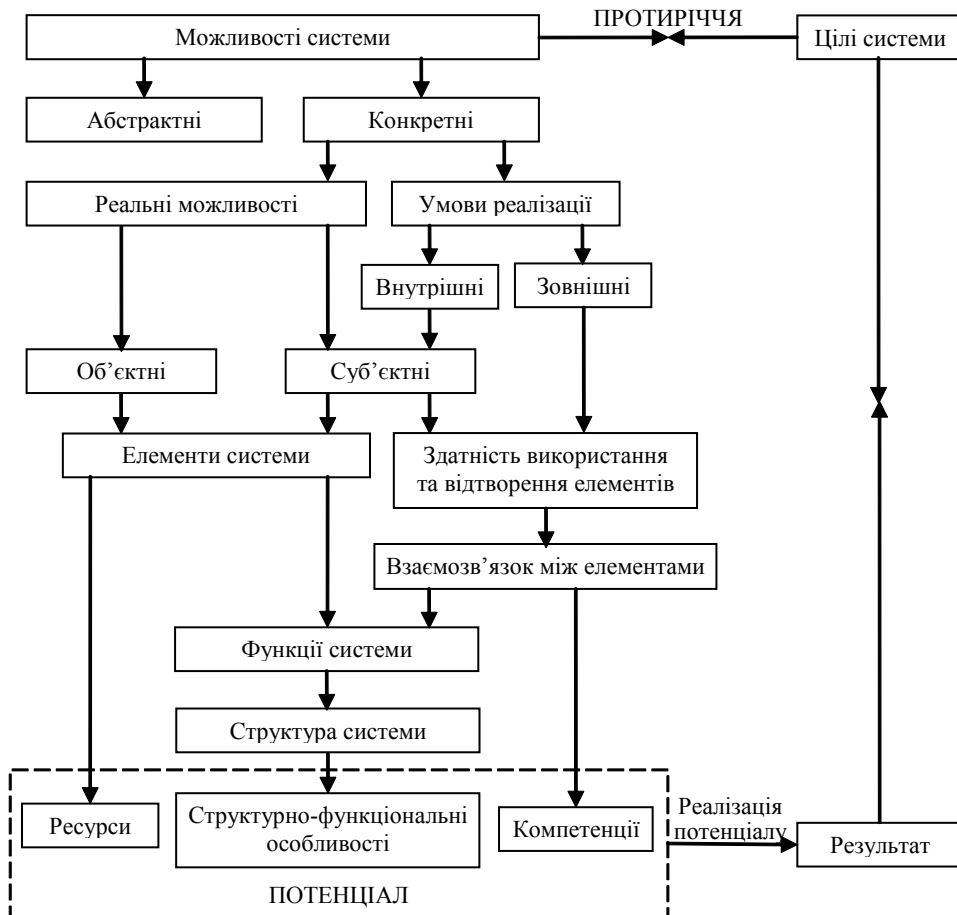 ПРОТИРІЧЧЯ
Можливості системи
Цілі системи
Абстрактні
Конкретні
Реальні можливості
Умови реалізації
Внутрішні
Зовнішні
Об’єктні
Суб’єктні
Елементи системи
Здатність використання
та відтворення елементів
Взаємозв’язок між елементами
Функції системи
Структура системи
Ресурси
Структурно-функціональні
особливості
Компетенції
Реалізація
потенціалу
Результат
ПОТЕНЦІАЛ